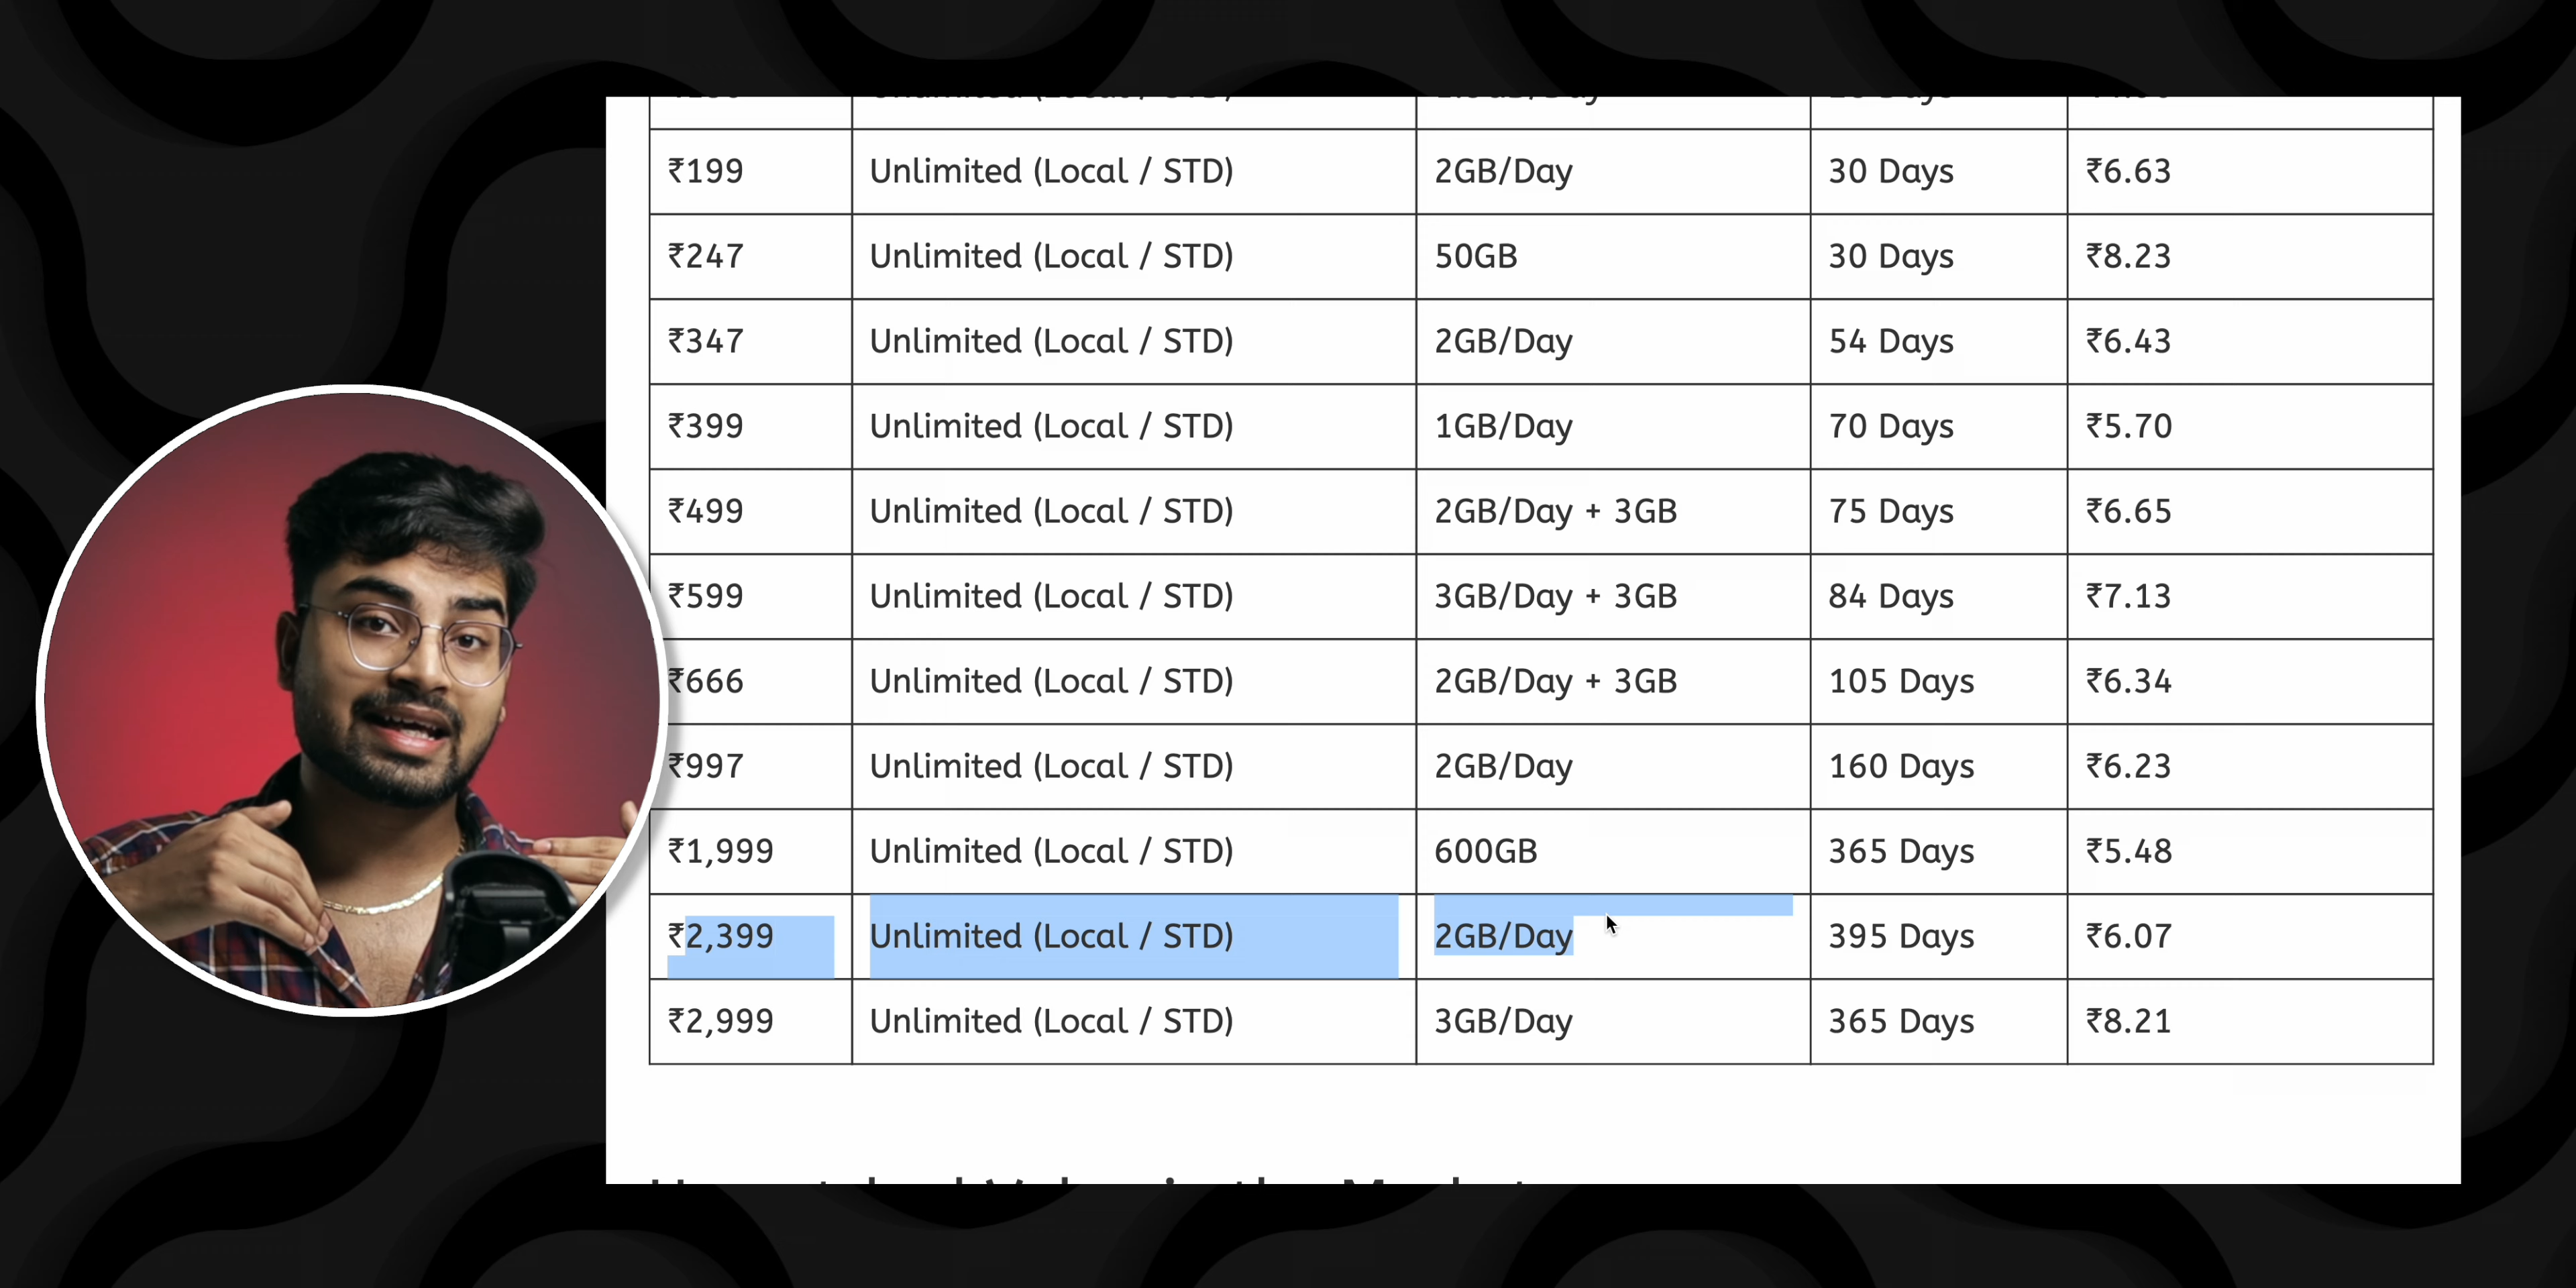 ₹199 Unlimited (Local / STD) 2GB/Day 30 Days ₹6.63
₹247 Unlimited (Local / STD) 50GB 30 Days ₹8.23
₹347 Unlimited (Local / STD) 2GB/Day 54 Days ₹6.43
₹399 Unlimited (Local / STD) 1GB/Day 70 Days ₹5.70
₹499 Unlimited (Local / STD) 2GB/Day + 3GB 75 Days ₹6.65
₹599 Unlimited (Local / STD) 3GB/Day + 3GB 84 Days ₹7.13
₹666 Unlimited (Local / STD) 2GB/Day + 3GB 105 Days ₹6.34
₹997 Unlimited (Local / STD) 2GB/Day 160 Days ₹6.23
₹1,999 Unlimited (Local / STD) 600GB 365 Days ₹5.48
₹2,399 Unlimited (Local / STD) 2GB/Day 395 Days ₹6.07
₹2,999 Unlimited (Local / STD) 3GB/Day 365 Days ₹8.21